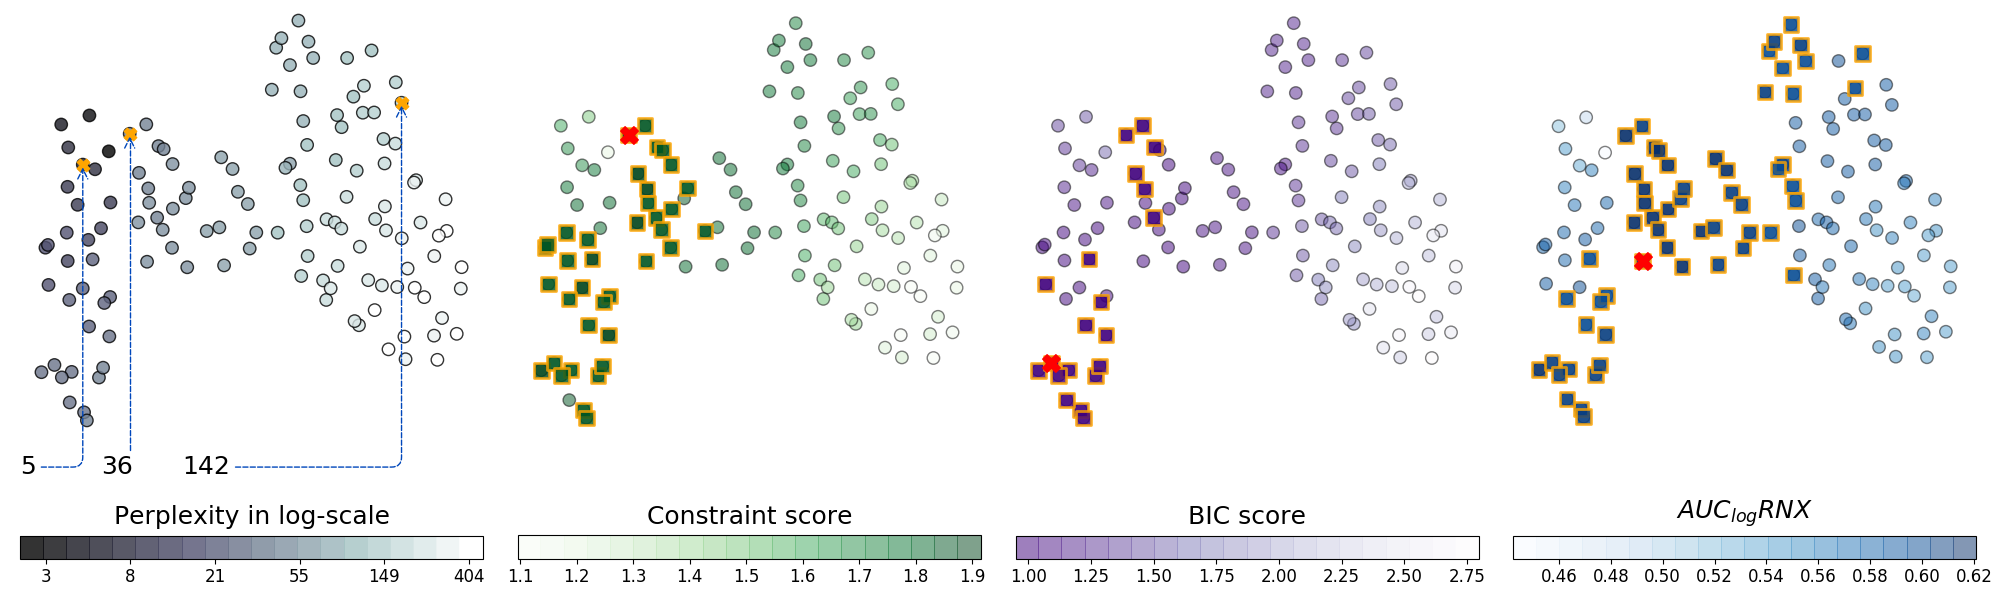 5 36 142
Perplexity in log-scale
3 8 21 55 149 404
Constraint score
1.1 1.2 1.3 1.4 1.5 1.6 1.7 1.8 1.9
BIC score
1.00 1.25 1.50 1.75 2.00 2.25 2.50 2.75
AUC_{log}RNX
0.46 0.48 0.50 0.52 0.54 0.56 0.58 0.60 0.62